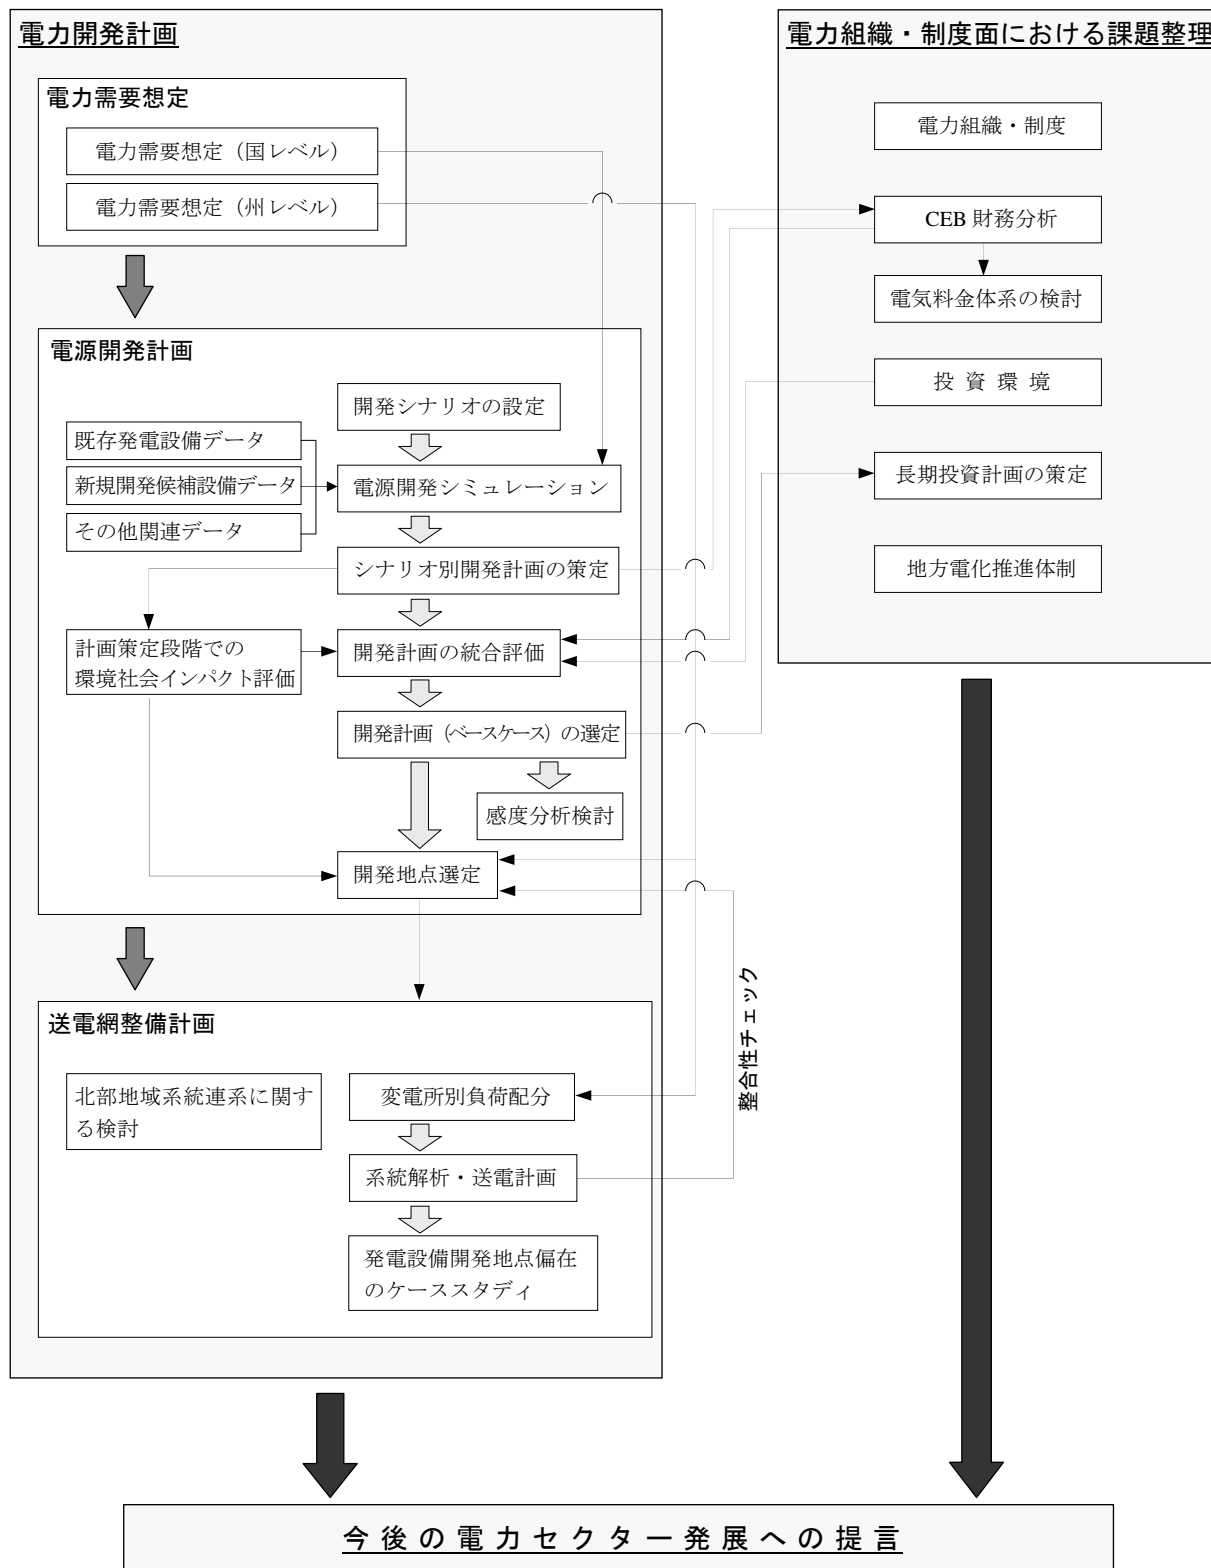 電力開発計画
電力需要想定
電力需要想定（国レベル）
電力需要想定（州レベル）
電源開発計画
開発シナリオの設定
既存発電設備データ
新規開発候補設備データ
その他関連データ
電源開発シミュレーション
シナリオ別開発計画の策定
計画策定段階での
環境社会インパクト評価
開発計画の統合評価
開発計画（ベースケース）の選定
感度分析検討
開発地点選定
送電網整備計画
北部地域系統連系に関す
る検討
変電所別負荷配分
系統解析・送電計画
発電設備開発地点偏在
のケーススタディ
整合性チェック
電力組織・制度面における課題整理
電力組織・制度
CEB 財務分析
電気料金体系の検討
投 資 環 境
長期投資計画の策定
地方電化推進体制
今後の電力セクター発展への提言